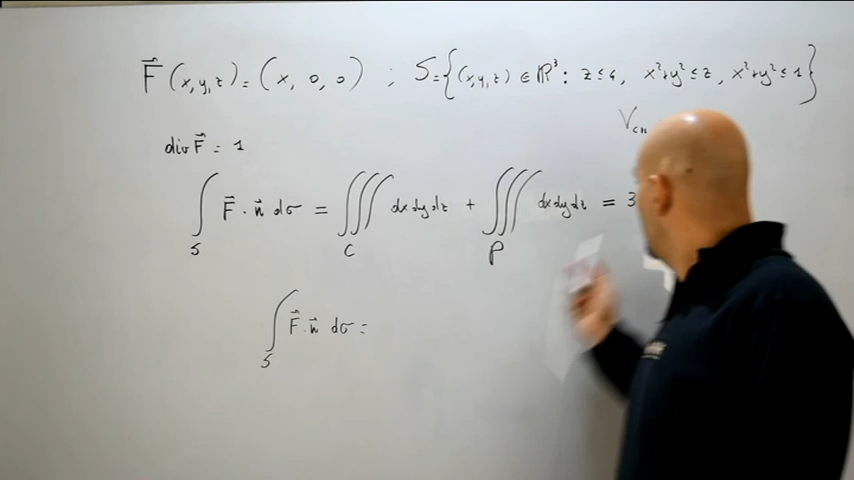 F⃗ (x,y,z) = (x, 0, 0) ; S = {(x,y,z) ∈ ℝ³ : z ≤ 4, x²+y² ≤ z, x²+y² ≤ 1}
div F⃗ = 1
∫_S F⃗ · n⃗ dσ = ∭_C dx dy dz + ∭_P dx dy dz = 3
∫_S F⃗ · n⃗ dσ =